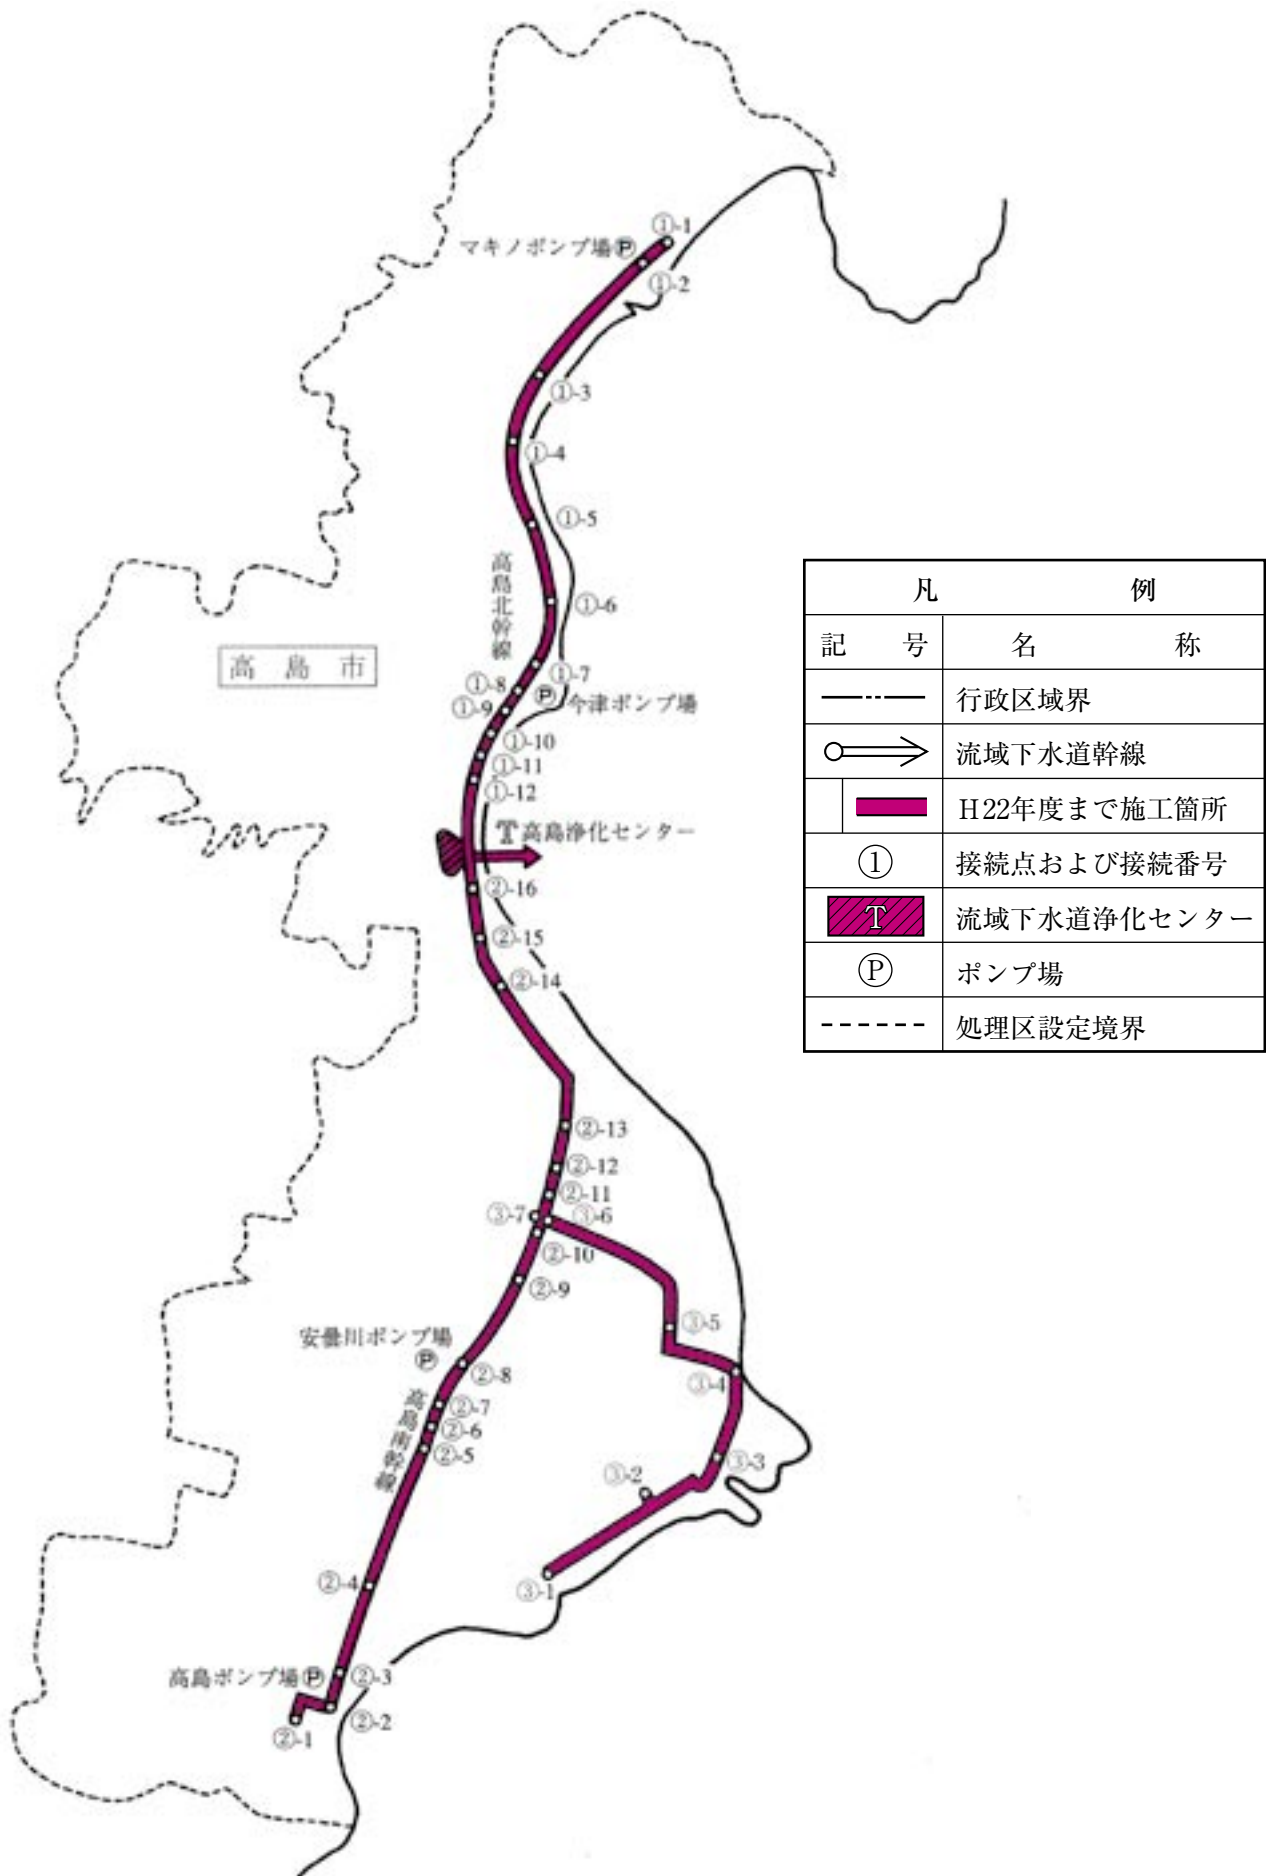 ①-1
マキノポンプ場Ⓟ
①-2
①-3
①-4
①-5
高島北幹線
①-6
①-7
①-8
Ⓟ 今津ポンプ場
①-9
①-10
①-11
①-12
高島市
T 高島浄化センター
②-16
②-15
②-14
②-13
②-12
②-11
③-7
③-6
②-10
②-9
③-5
安曇川ポンプ場
Ⓟ
②-8
③-4
②-7
高島南幹線
②-6
②-5
③-3
③-2
②-4
③-1
高島ポンプ場Ⓟ
②-3
②-2
②-1
凡 例
記 号 名 称
行政区域界
流域下水道幹線
H22年度まで施工箇所
① 接続点および接続番号
T 流域下水道浄化センター
Ⓟ ポンプ場
処理区設定境界